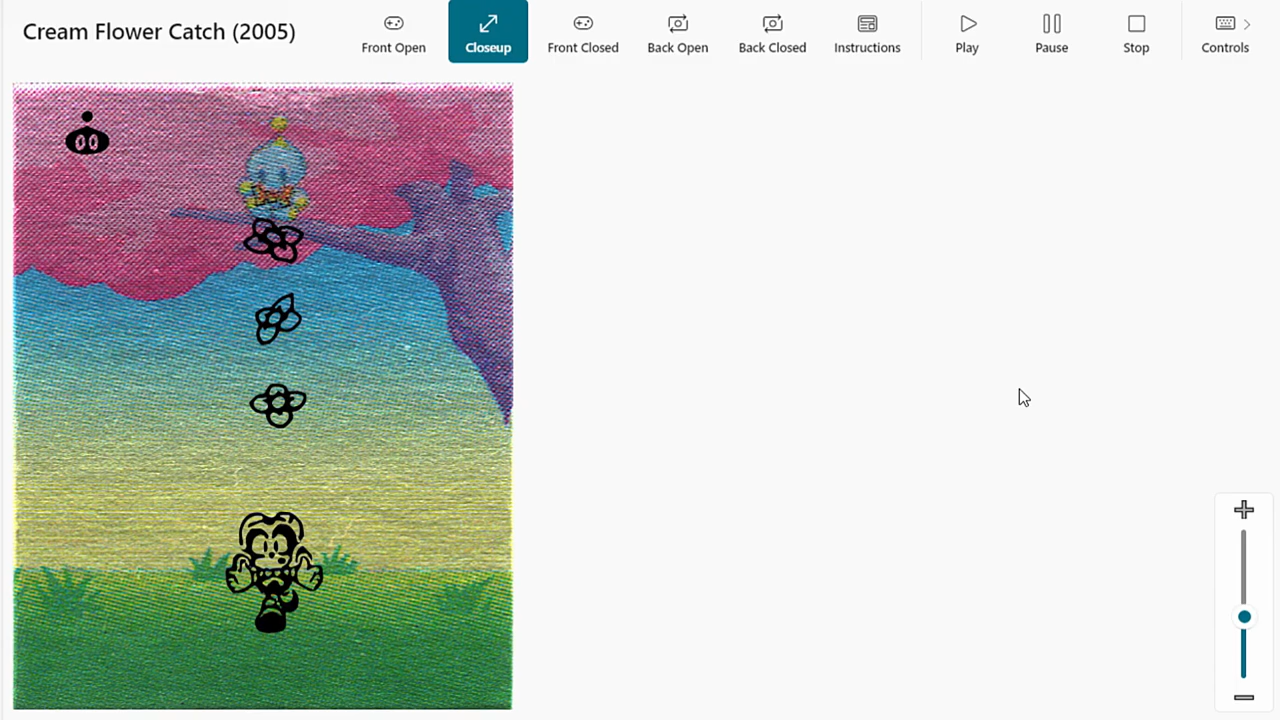 Cream Flower Catch (2005)
Front Open
Closeup
Front Closed
Back Open
Back Closed
Instructions
Play
Pause
Stop
Controls